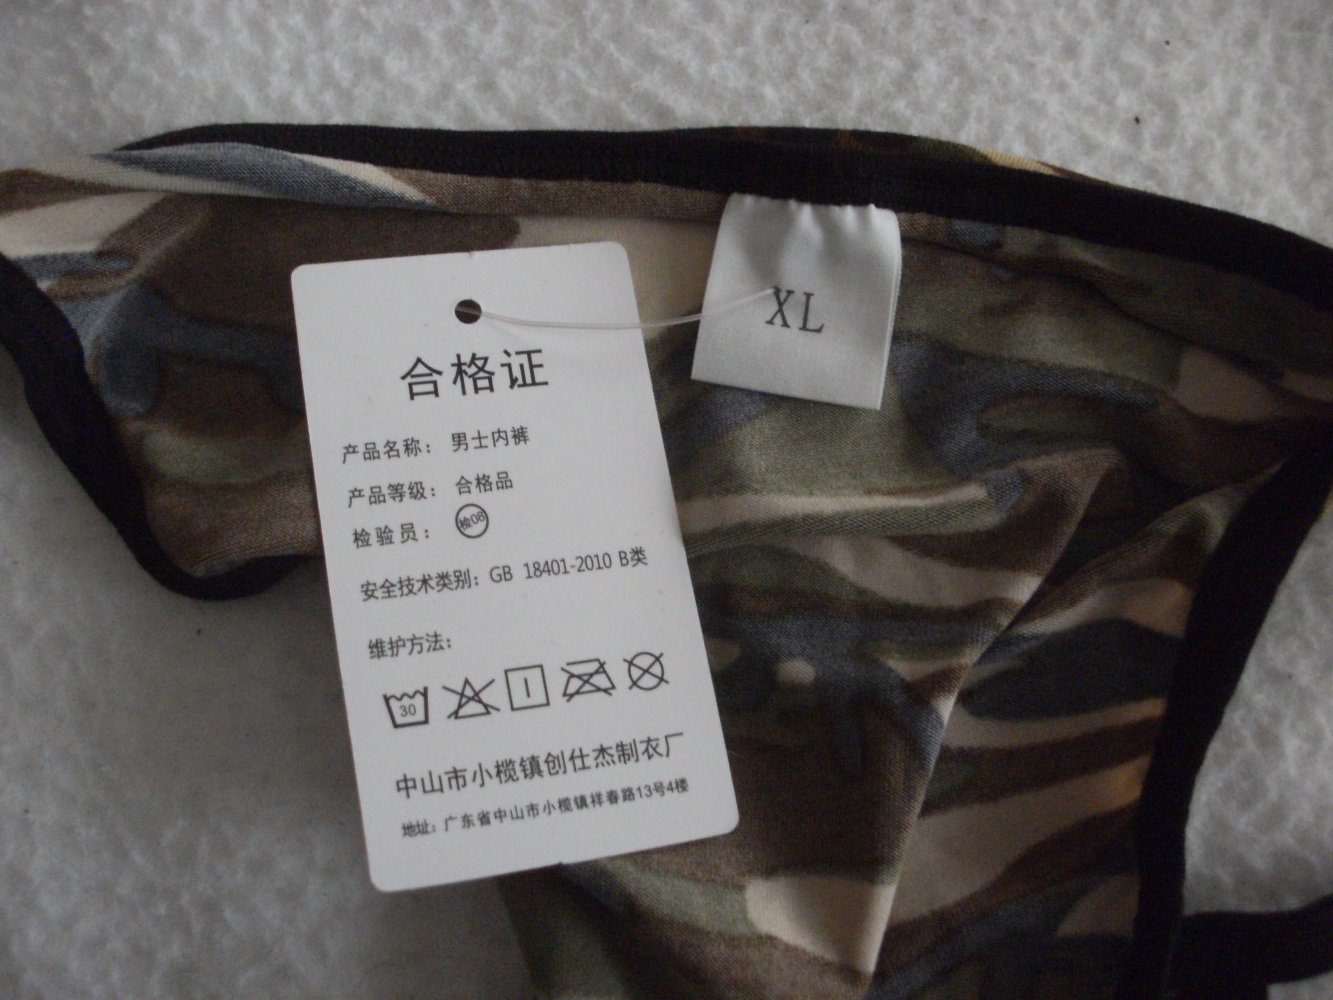 合格证
产品名称： 男士内裤
产品等级： 合格品
检验员： 检08
安全技术类别：GB 18401-2010 B类
维护方法：
30
中山市小榄镇创仕杰制衣厂
地址：广东省中山市小榄镇祥春路13号4楼
XL